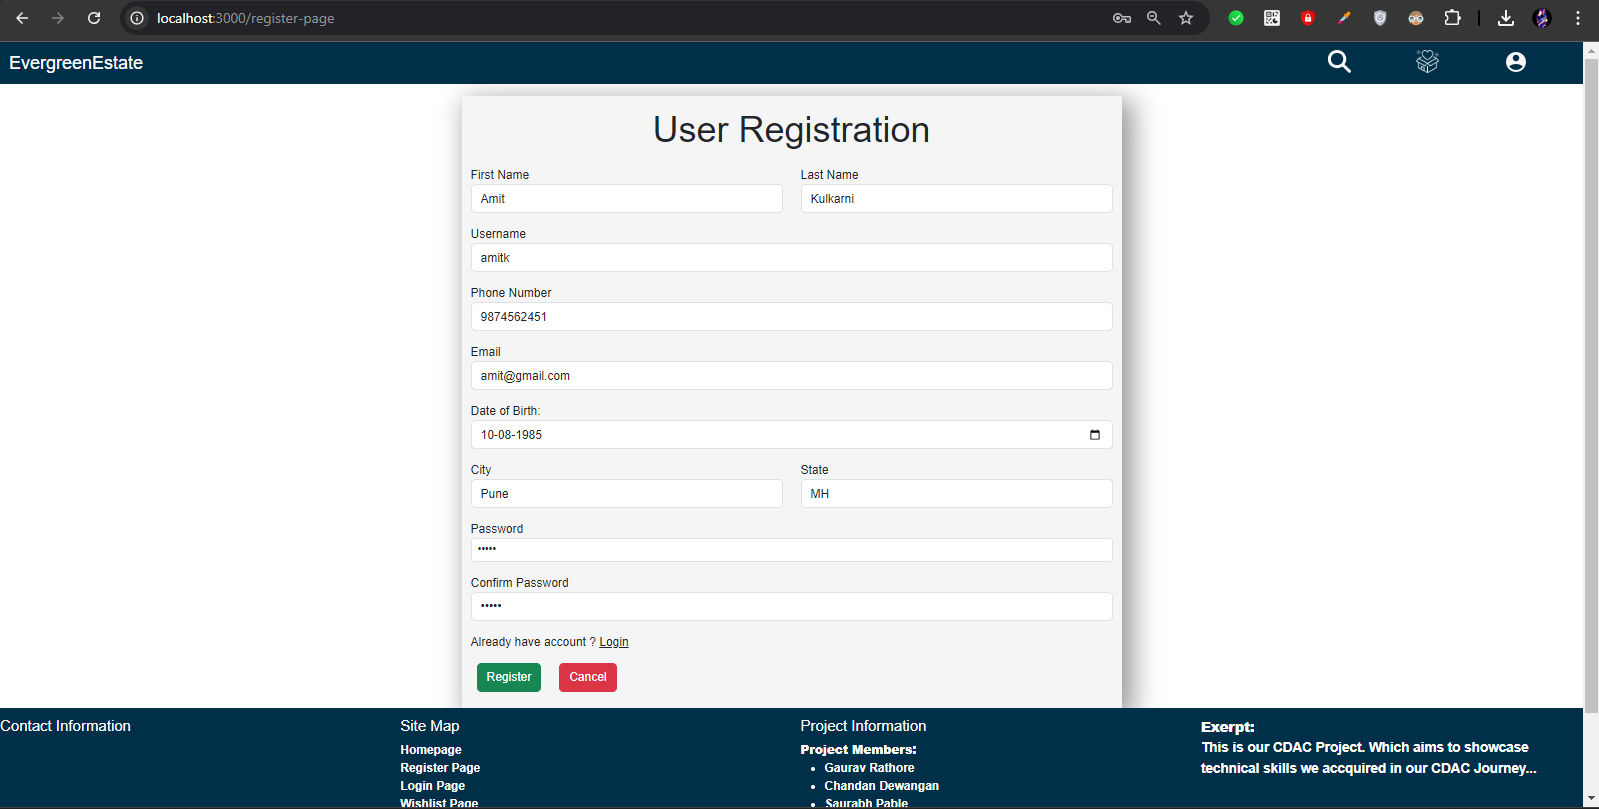 localhost:3000/register-page
EvergreenEstate
User Registration
First Name
Last Name
Amit
Kulkarni
Username
amitk
Phone Number
9874562451
Email
amit@gmail.com
Date of Birth:
10-08-1985
City
State
Pune
MH
Password
•••••
Confirm Password
•••••
Already have account ? Login
Register
Cancel
Contact Information
Site Map
Homepage
Register Page
Login Page
Wishlist Page
Project Information
Project Members:
• Gaurav Rathore
• Chandan Dewangan
• Saurabh Pable
Exerpt:
This is our CDAC Project. Which aims to showcase
technical skills we accquired in our CDAC Journey...